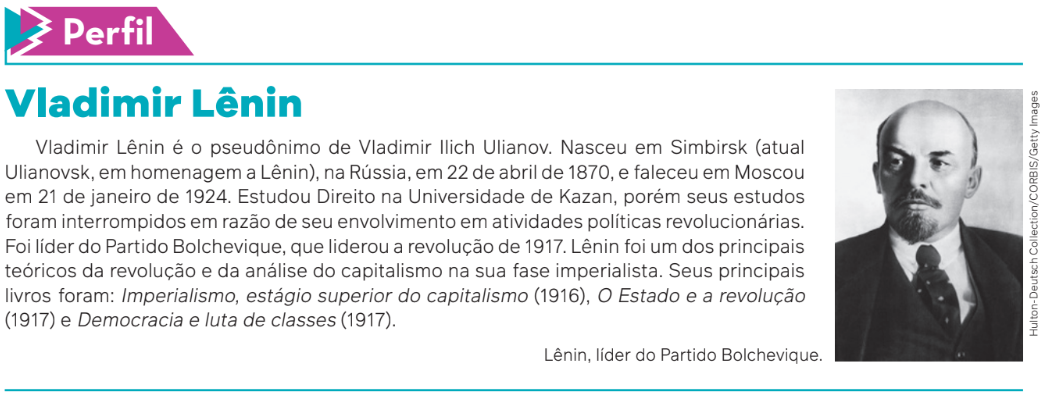 Perfil
Vladimir Lênin
Vladimir Lênin é o pseudônimo de Vladimir Ilich Ulianov. Nasceu em Simbirsk (atual
Ulianovsk, em homenagem a Lênin), na Rússia, em 22 de abril de 1870, e faleceu em Moscou
em 21 de janeiro de 1924. Estudou Direito na Universidade de Kazan, porém seus estudos
foram interrompidos em razão de seu envolvimento em atividades políticas revolucionárias.
Foi líder do Partido Bolchevique, que liderou a revolução de 1917. Lênin foi um dos principais
teóricos da revolução e da análise do capitalismo na sua fase imperialista. Seus principais
livros foram: Imperialismo, estágio superior do capitalismo (1916), O Estado e a revolução
(1917) e Democracia e luta de classes (1917).
Lênin, líder do Partido Bolchevique.
Hulton-Deutsch Collection/CORBIS/Getty Images